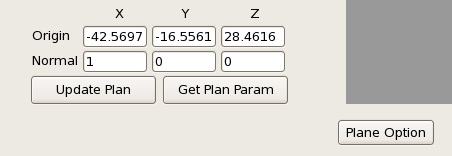 X Y Z
Origin -42.5697 -16.5561 28.4616
Normal 1 0 0
Update Plan Get Plan Param
Plane Option